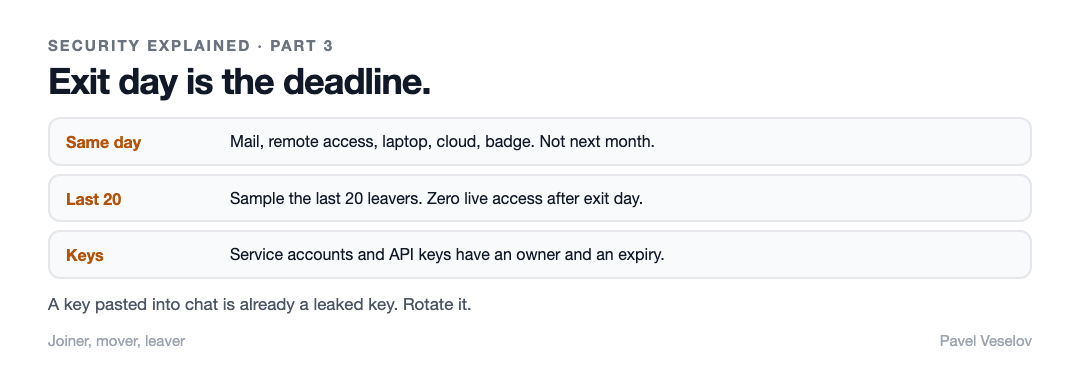 SECURITY EXPLAINED · PART 3
Exit day is the deadline.
Same day Mail, remote access, laptop, cloud, badge. Not next month.
Last 20 Sample the last 20 leavers. Zero live access after exit day.
Keys Service accounts and API keys have an owner and an expiry.
A key pasted into chat is already a leaked key. Rotate it.
Joiner, mover, leaver Pavel Veselov